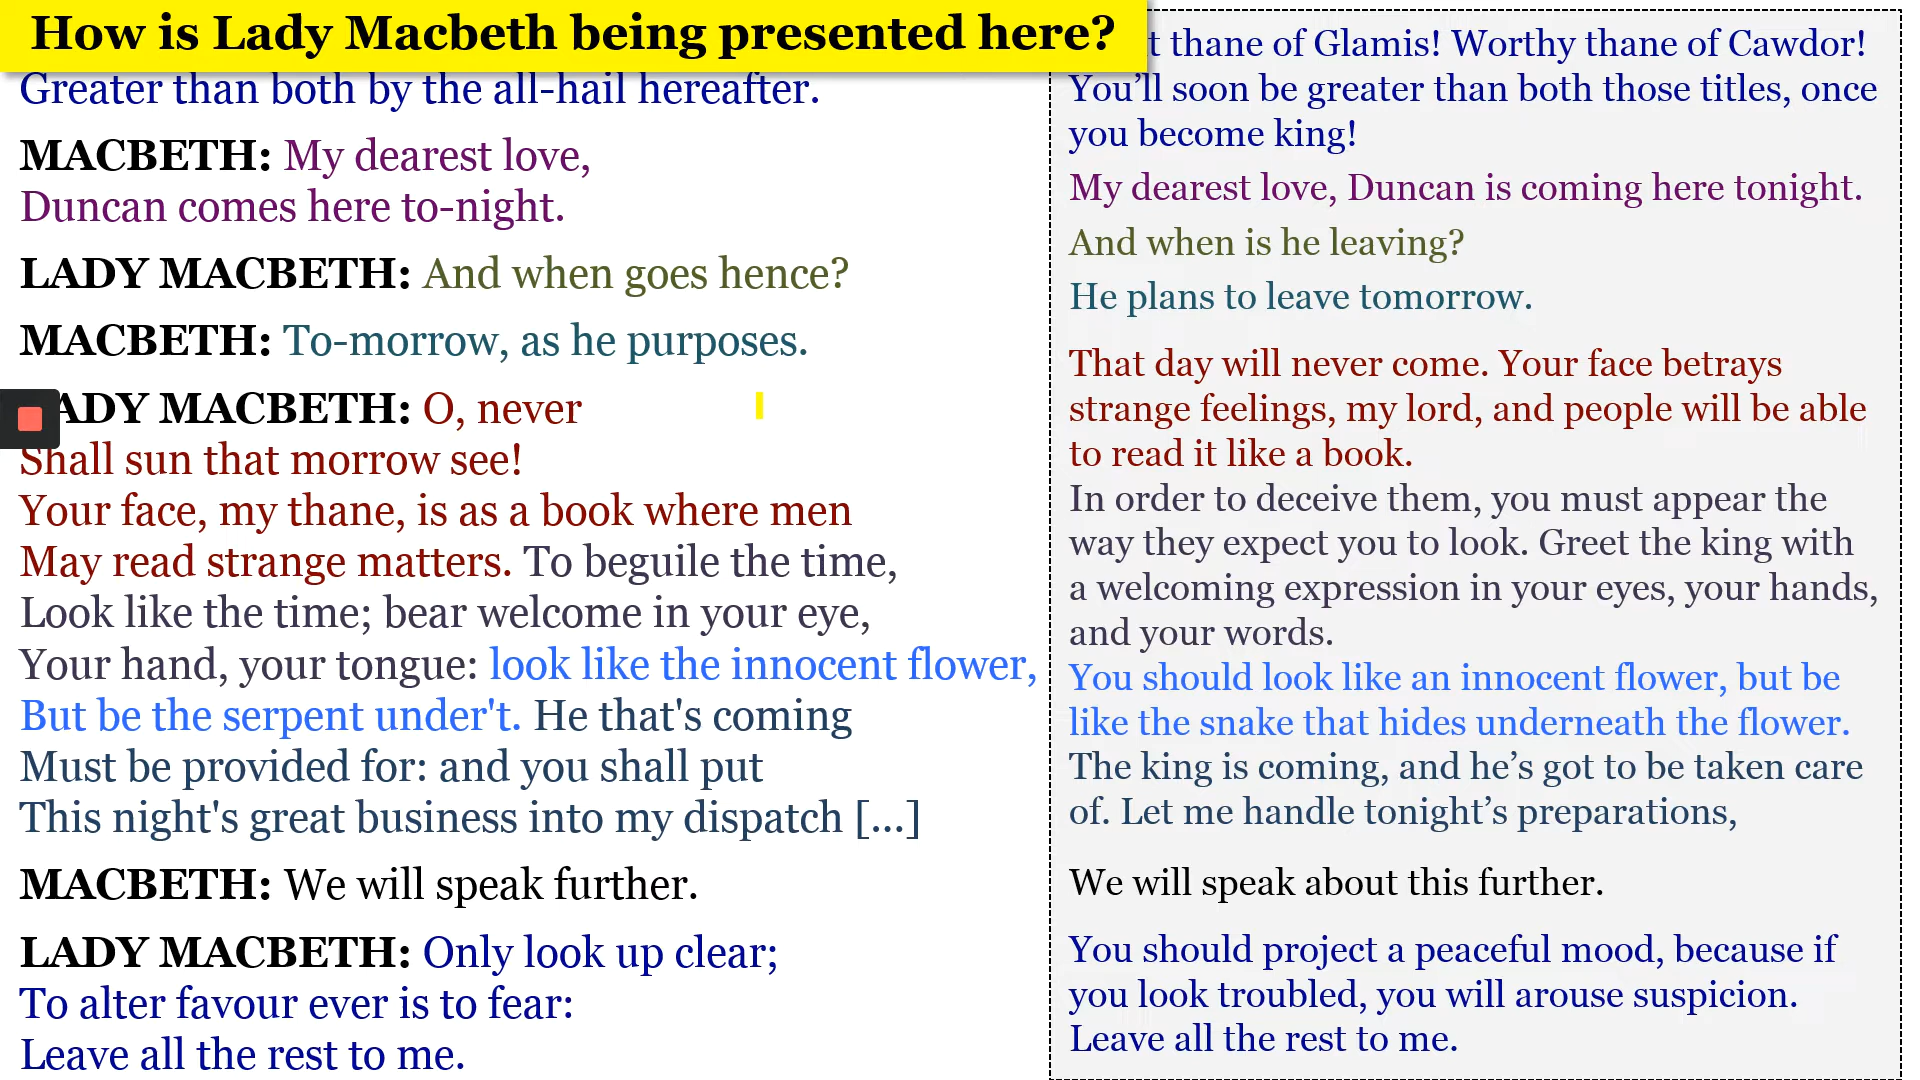 How is Lady Macbeth being presented here?
Greater than both by the all-hail hereafter.
MACBETH: My dearest love,
Duncan comes here to-night.
LADY MACBETH: And when goes hence?
MACBETH: To-morrow, as he purposes.
ADY MACBETH: O, never
Shall sun that morrow see!
Your face, my thane, is as a book where men
May read strange matters. To beguile the time,
Look like the time; bear welcome in your eye,
Your hand, your tongue: look like the innocent flower,
But be the serpent under't. He that's coming
Must be provided for: and you shall put
This night's great business into my dispatch [...]
MACBETH: We will speak further.
LADY MACBETH: Only look up clear;
To alter favour ever is to fear:
Leave all the rest to me.
thane of Glamis! Worthy thane of Cawdor!
You’ll soon be greater than both those titles, once
you become king!
My dearest love, Duncan is coming here tonight.
And when is he leaving?
He plans to leave tomorrow.
That day will never come. Your face betrays
strange feelings, my lord, and people will be able
to read it like a book.
In order to deceive them, you must appear the
way they expect you to look. Greet the king with
a welcoming expression in your eyes, your hands,
and your words.
You should look like an innocent flower, but be
like the snake that hides underneath the flower.
The king is coming, and he’s got to be taken care
of. Let me handle tonight’s preparations,
We will speak about this further.
You should project a peaceful mood, because if
you look troubled, you will arouse suspicion.
Leave all the rest to me.